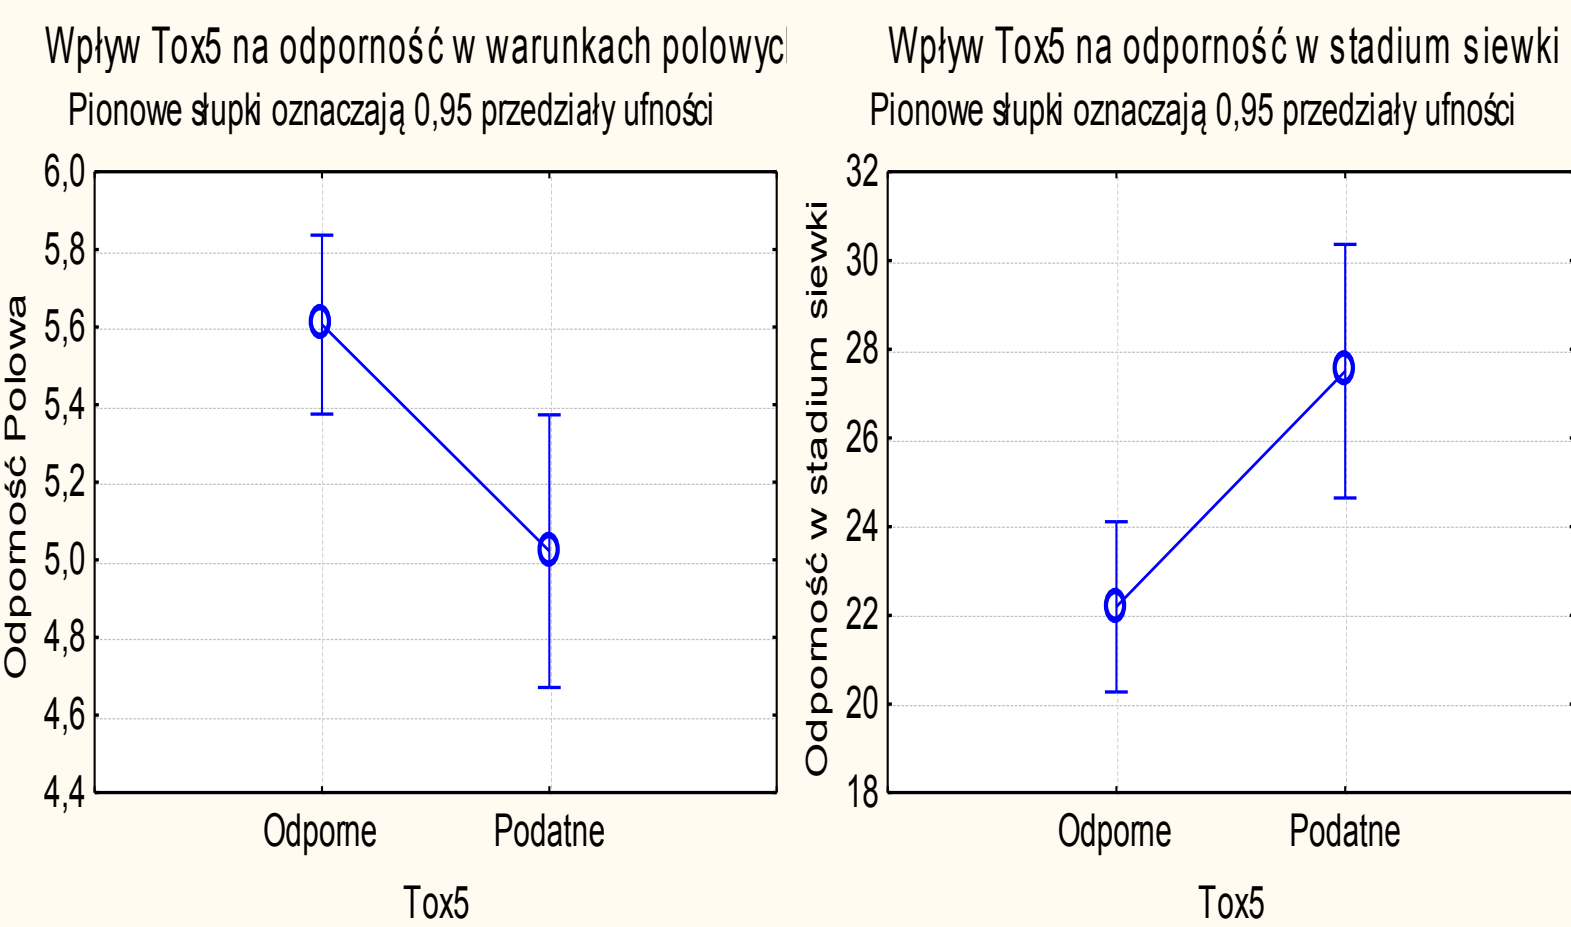 Wpływ Tox5 na odporność w warunkach polowyc
Pionowe słupki oznaczają 0,95 przedziały ufności
6,0
5,8
5,6
5,4
5,2
5,0
4,8
4,6
4,4
Odporność Polowa
Odporne Podatne
Tox5
Wpływ Tox5 na odporność w stadium siewki
Pionowe słupki oznaczają 0,95 przedziały ufności
32
30
28
26
24
22
20
18
Odporność w stadium siewki
Odporne Podatne
Tox5